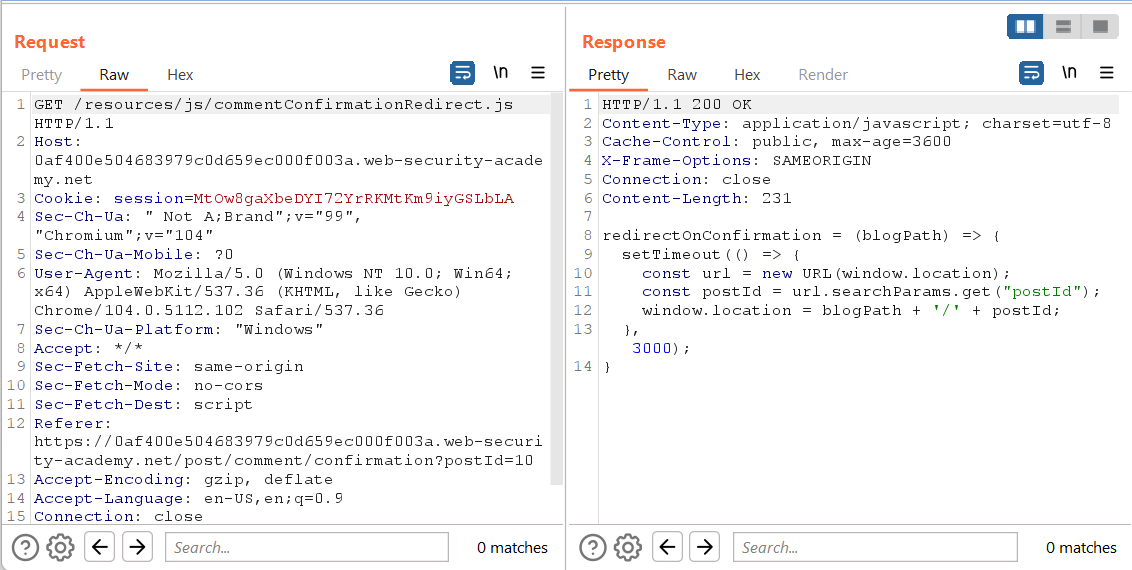 Request
Pretty Raw Hex \n
1 GET /resources/js/commentConfirmationRedirect.js
HTTP/1.1
2 Host:
0af400e504683979c0d659ec000f003a.web-security-acade
my.net
3 Cookie: session=MtOw8gaXbeDYI72YrRKMtKm9iyGSLbLA
4 Sec-Ch-Ua: " Not A;Brand";v="99",
"Chromium";v="104"
5 Sec-Ch-Ua-Mobile: ?0
6 User-Agent: Mozilla/5.0 (Windows NT 10.0; Win64;
x64) AppleWebKit/537.36 (KHTML, like Gecko)
Chrome/104.0.5112.102 Safari/537.36
7 Sec-Ch-Ua-Platform: "Windows"
8 Accept: */*
9 Sec-Fetch-Site: same-origin
10 Sec-Fetch-Mode: no-cors
11 Sec-Fetch-Dest: script
12 Referer:
https://0af400e504683979c0d659ec000f003a.web-securi
ty-academy.net/post/comment/confirmation?postId=10
13 Accept-Encoding: gzip, deflate
14 Accept-Language: en-US,en;q=0.9
15 Connection: close
? Search... 0 matches
Response
Pretty Raw Hex Render \n
1 HTTP/1.1 200 OK
2 Content-Type: application/javascript; charset=utf-8
3 Cache-Control: public, max-age=3600
4 X-Frame-Options: SAMEORIGIN
5 Connection: close
6 Content-Length: 231
7
8 redirectOnConfirmation = (blogPath) => {
9 setTimeout(() => {
10 const url = new URL(window.location);
11 const postId = url.searchParams.get("postId");
12 window.location = blogPath + '/' + postId;
13 },
3000);
14 }
? Search... 0 matches